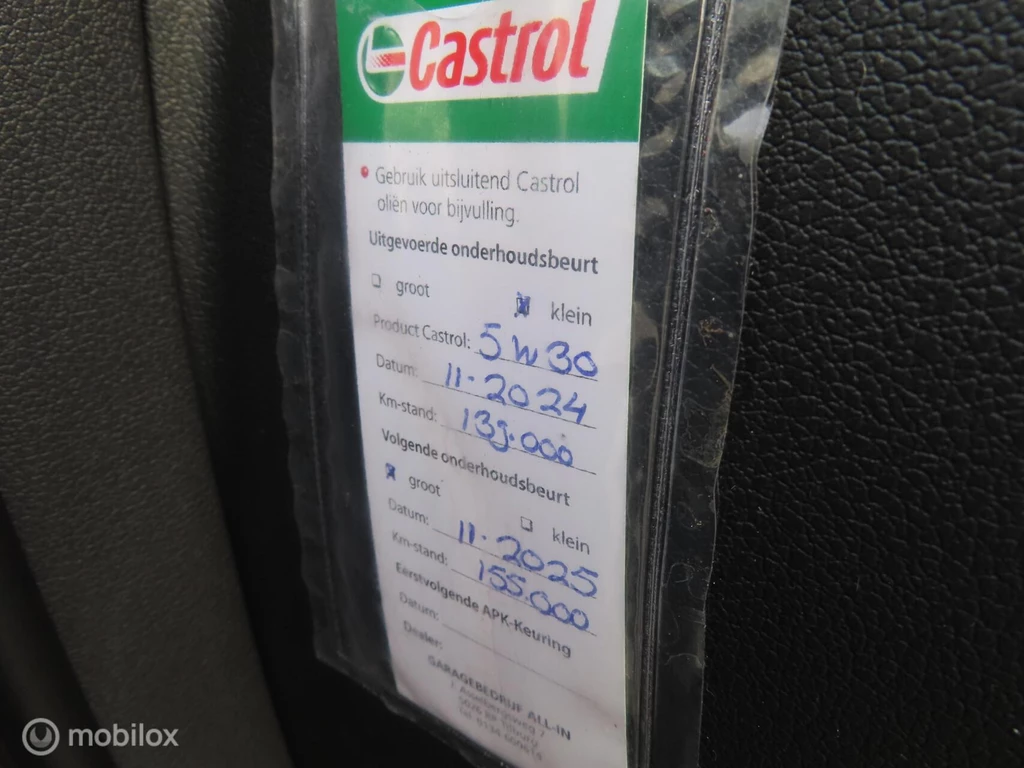 Castrol
Gebruik uitsluitend Castrol
oliën voor bijvulling.
Uitgevoerde onderhoudsbeurt
groot klein
Product Castrol: 5W30
Datum: 11-2024
Km-stand: 139.000
Volgende onderhoudsbeurt
groot klein
Datum: 11-2025
Km-stand: 155.000
Eerstvolgende APK-Keuring
Datum:
Dealer:
GARAGEBEDRIJF ALL-IN
mobilox